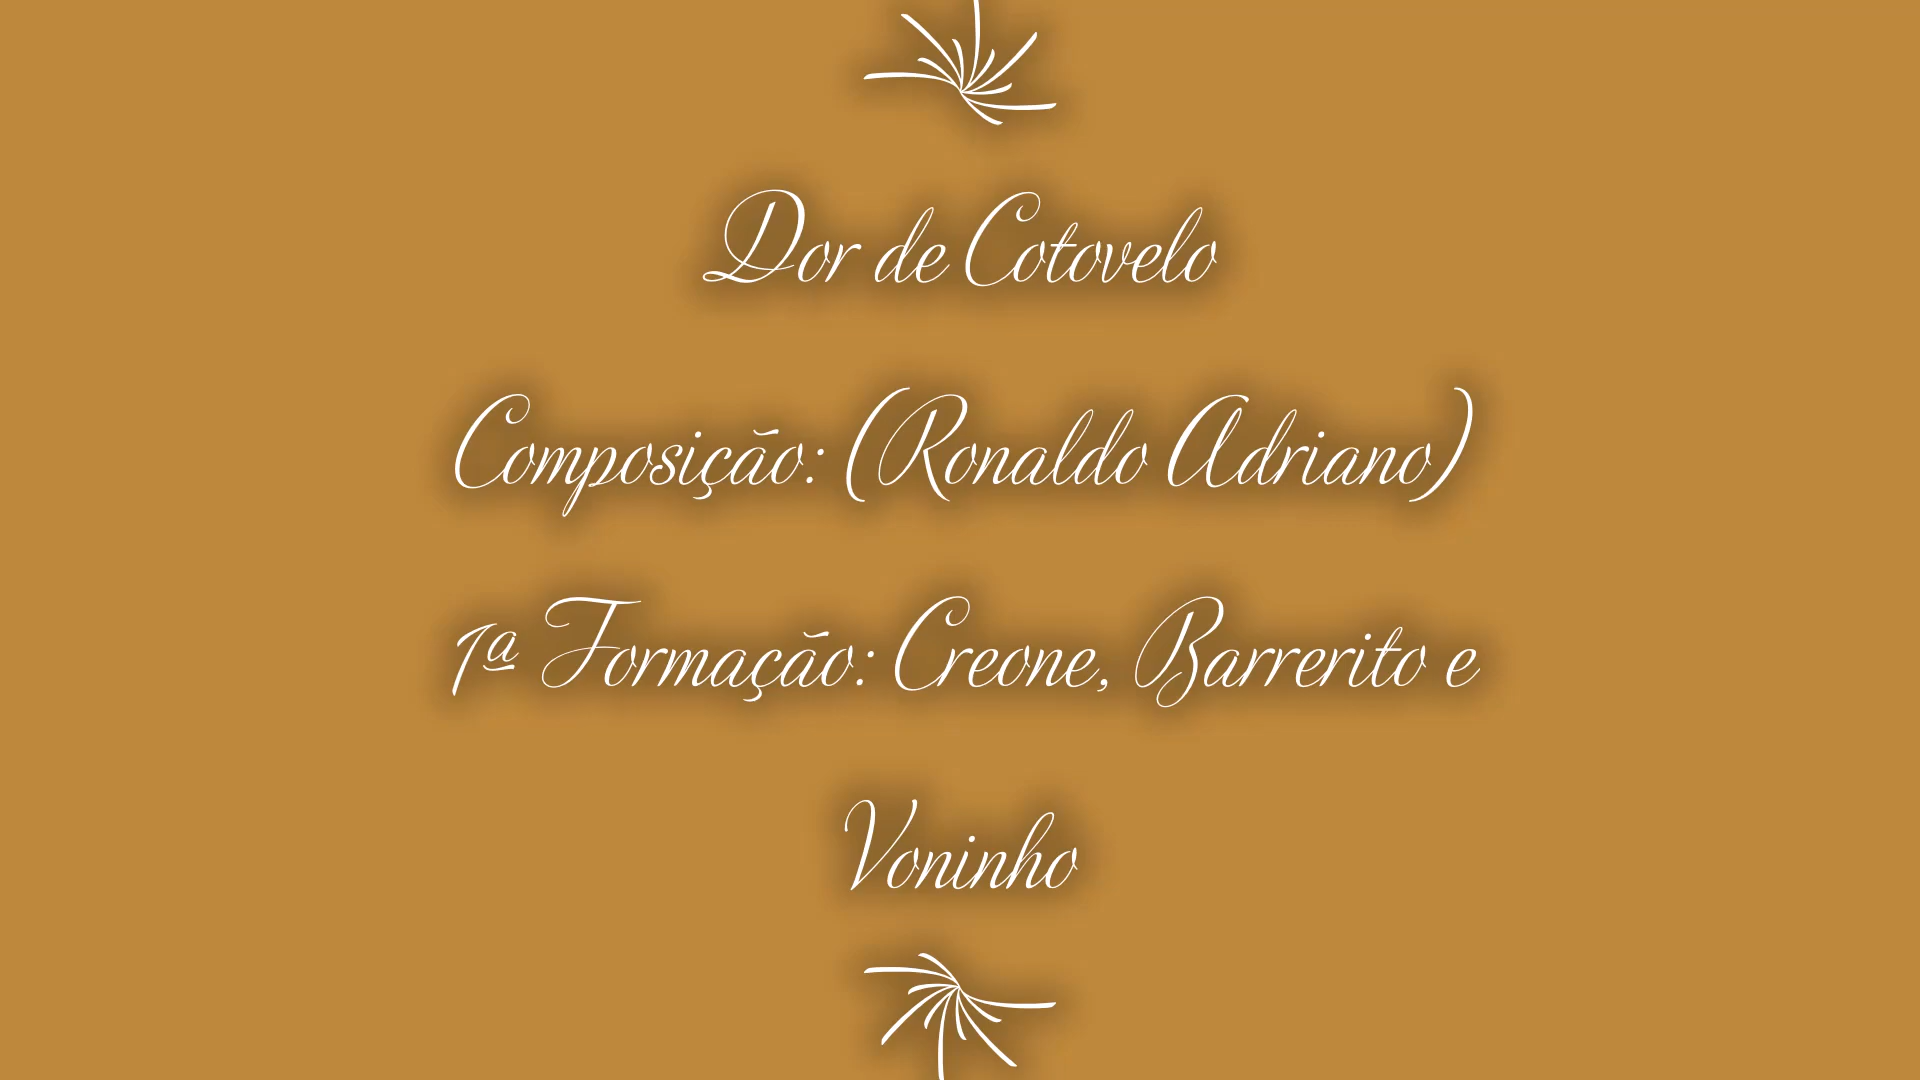 Dor de Cotovelo
Composição: (Ronaldo Adriano)
1ª Formação: Creone, Barrerito e
Voninho